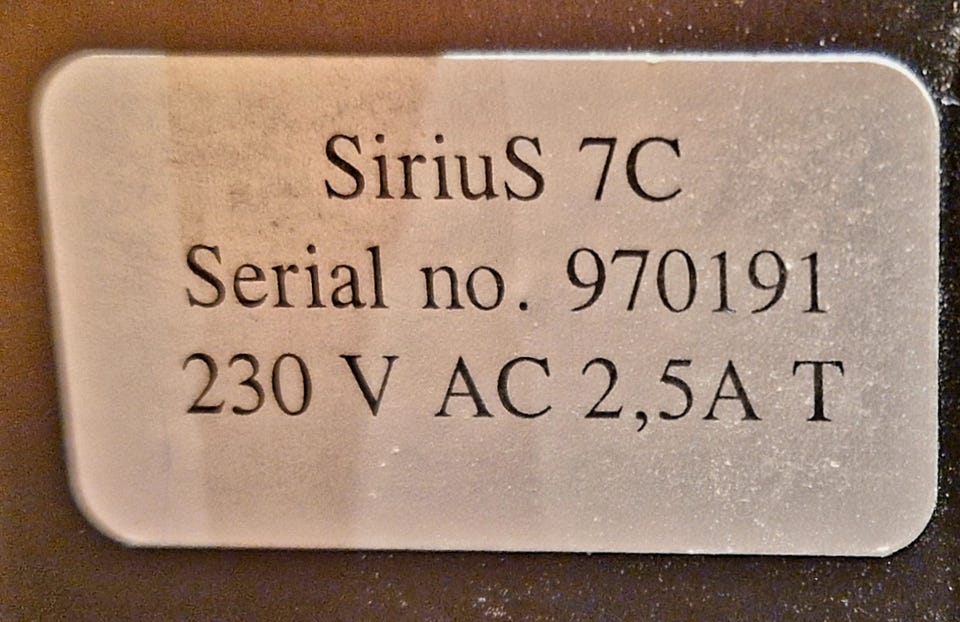 SiriuS 7C
Serial no. 970191
230 V AC 2,5A T